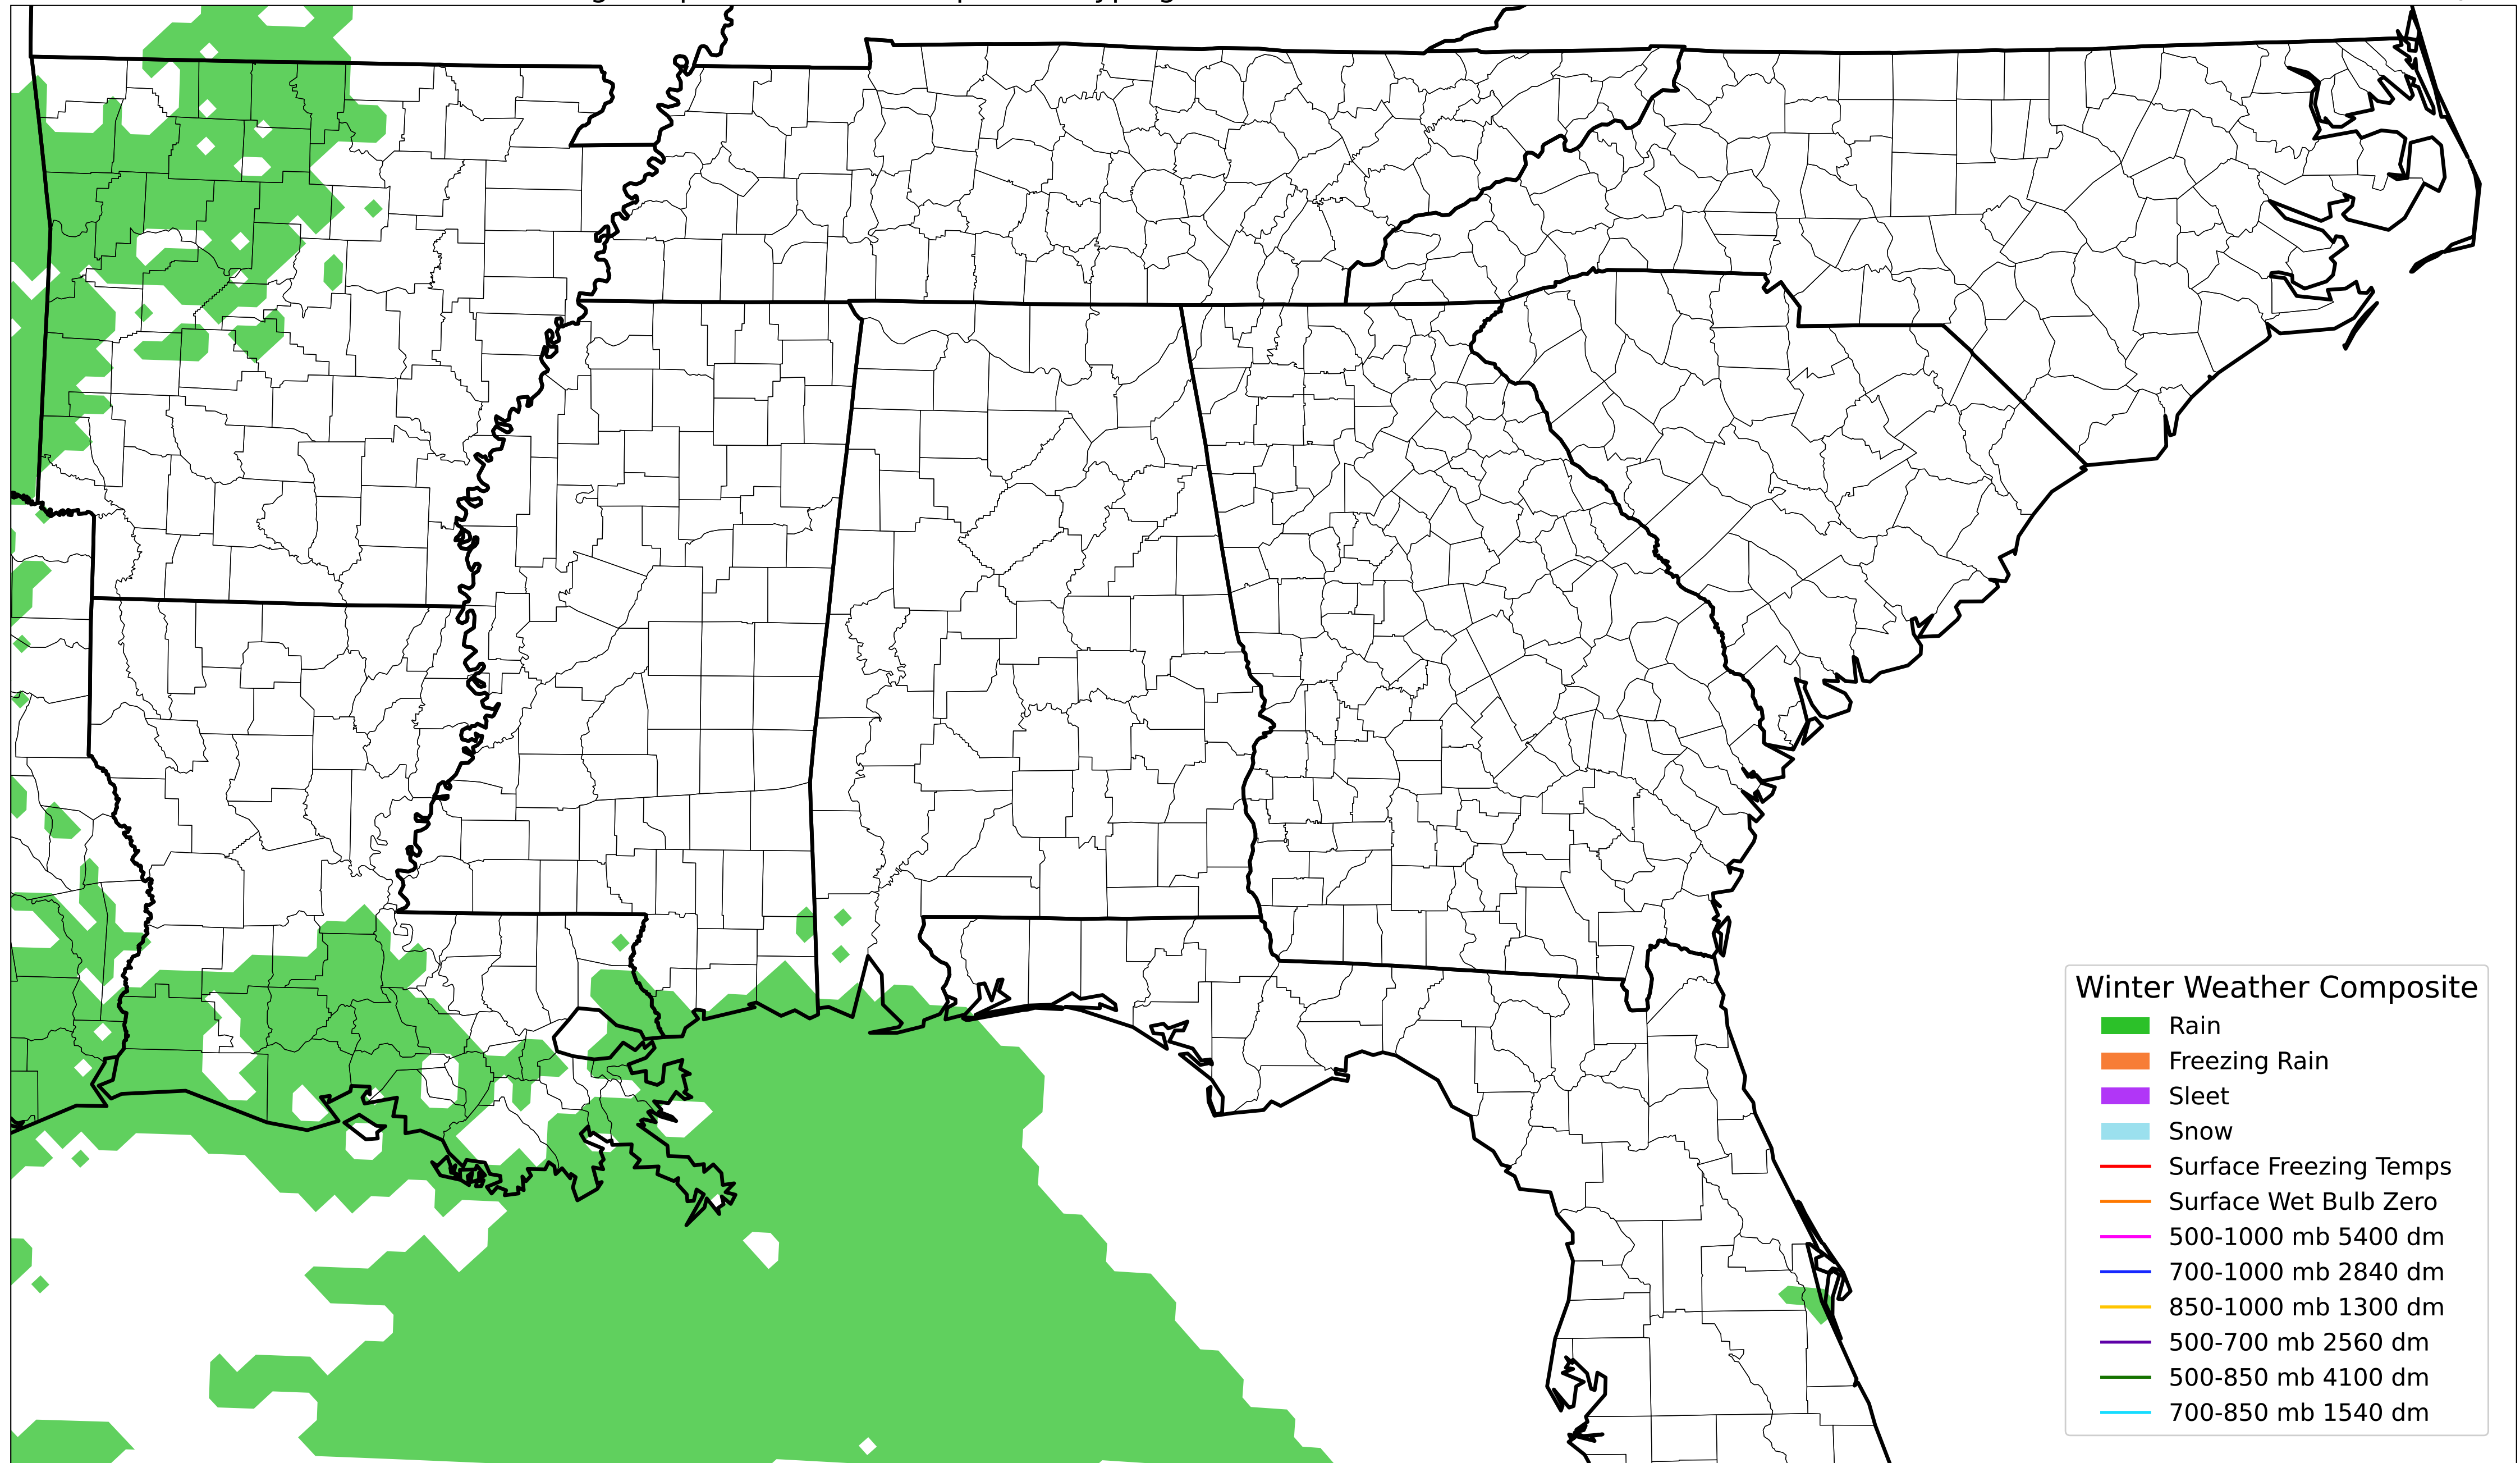 Winter Weather Composite
Rain
Freezing Rain
Sleet
Snow
Surface Freezing Temps
Surface Wet Bulb Zero
500-1000 mb 5400 dm
700-1000 mb 2840 dm
850-1000 mb 1300 dm
500-700 mb 2560 dm
500-850 mb 4100 dm
700-850 mb 1540 dm